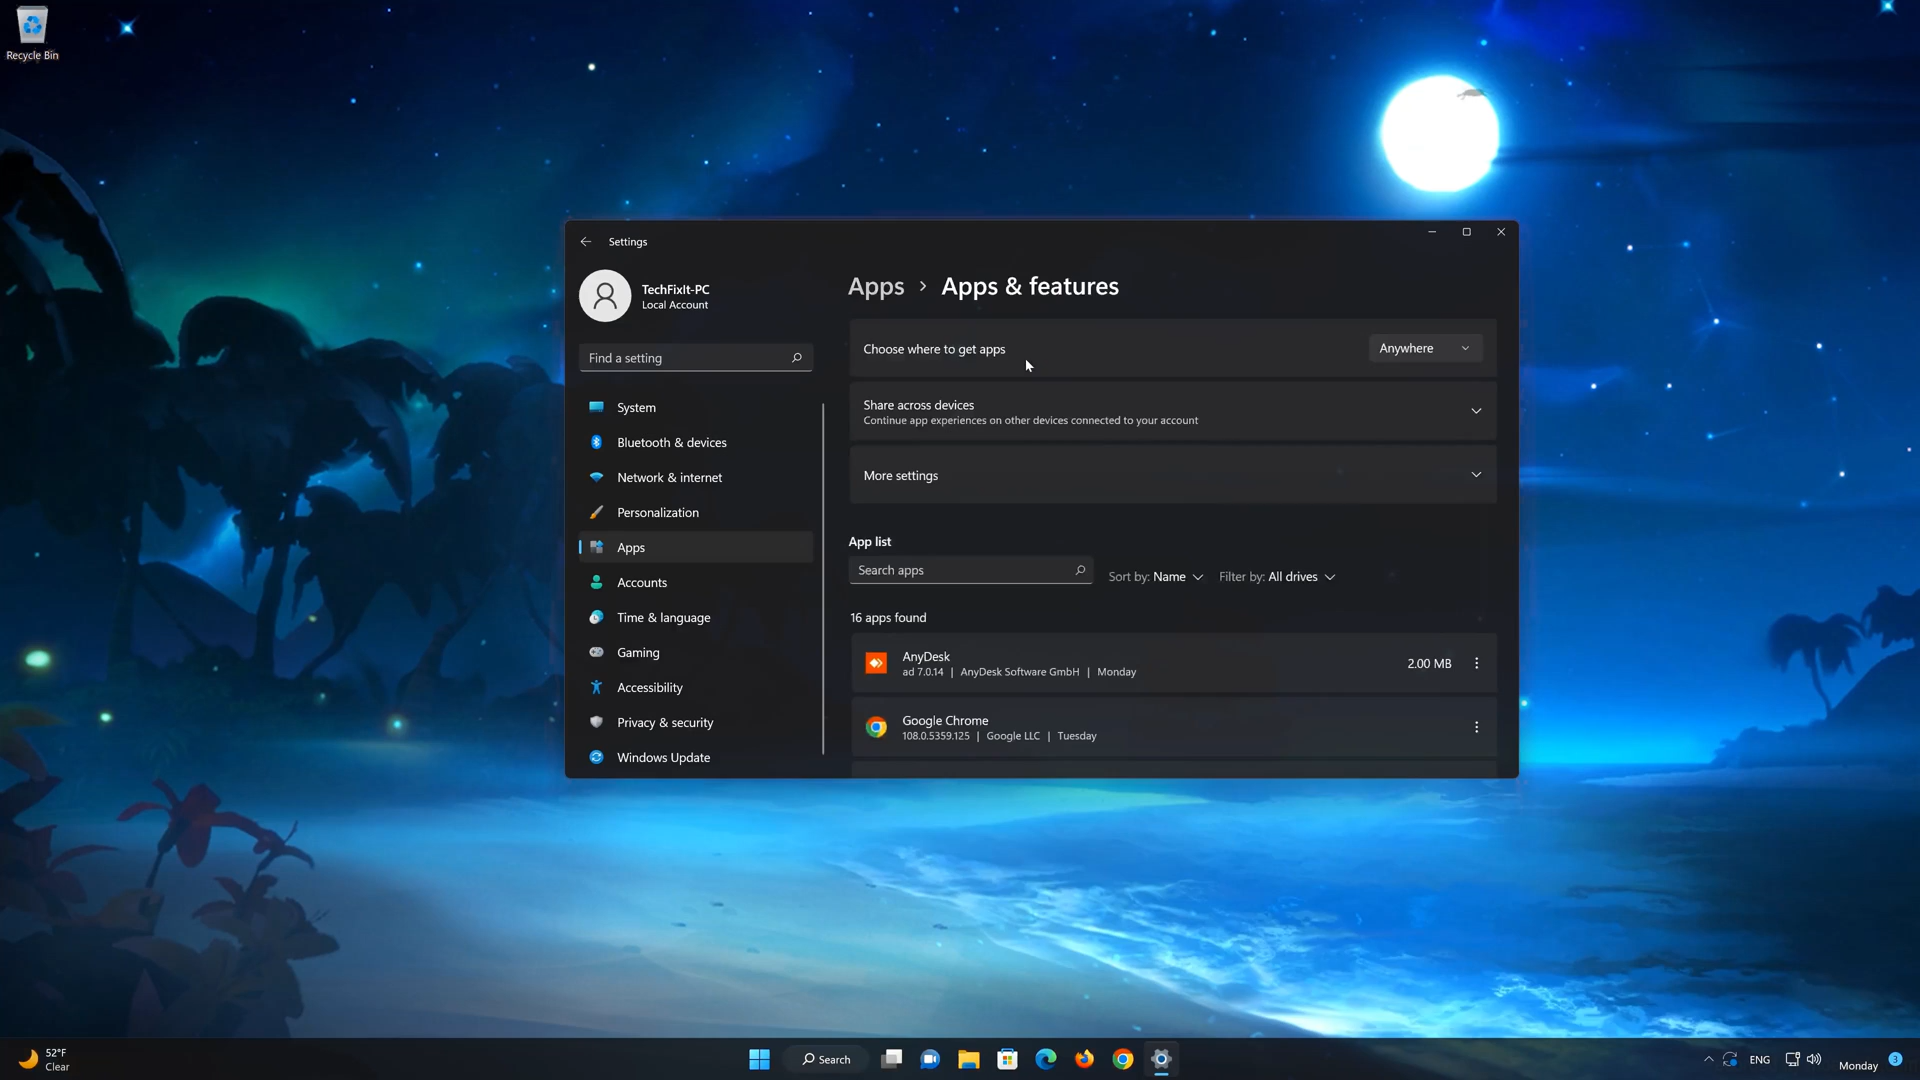 Recycle Bin
Settings
TechFixIt-PC
Local Account
Find a setting
System
Bluetooth & devices
Network & internet
Personalization
Apps
Accounts
Time & language
Gaming
Accessibility
Privacy & security
Windows Update
Apps › Apps & features
Choose where to get apps
Anywhere
Share across devices
Continue app experiences on other devices connected to your account
More settings
App list
Search apps
Sort by: Name
Filter by: All drives
16 apps found
AnyDesk
ad 7.0.14 | AnyDesk Software GmbH | Monday
2.00 MB
Google Chrome
108.0.5359.125 | Google LLC | Tuesday
52°F
Clear
Search
ENG
Monday
3